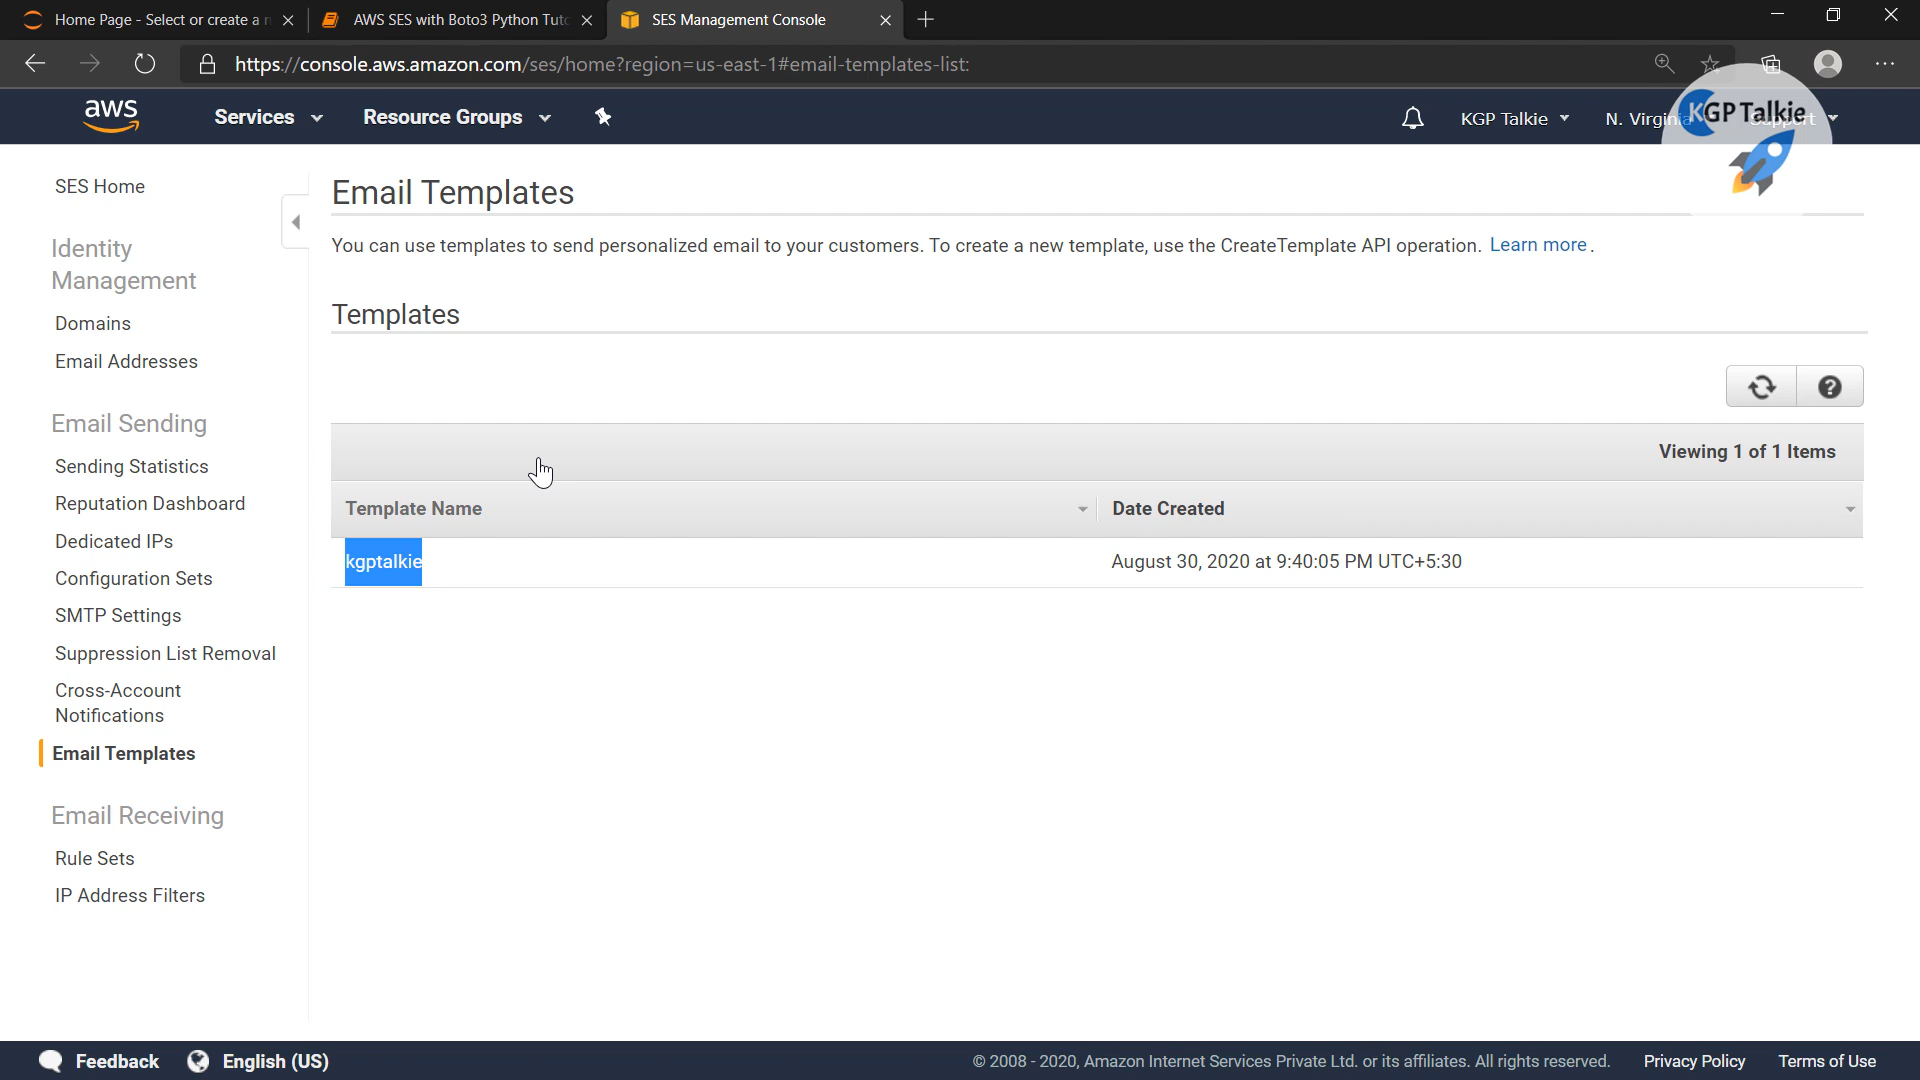 Home Page - Select or create a
AWS SES with Boto3 Python Tut
SES Management Console
https://console.aws.amazon.com/ses/home?region=us-east-1#email-templates-list:
aws
Services
Resource Groups
KGP Talkie
N. Virginia
Support
KGP Talkie
SES Home
Identity
Management
Domains
Email Addresses
Email Sending
Sending Statistics
Reputation Dashboard
Dedicated IPs
Configuration Sets
SMTP Settings
Suppression List Removal
Cross-Account
Notifications
Email Templates
Email Receiving
Rule Sets
IP Address Filters
Email Templates
You can use templates to send personalized email to your customers. To create a new template, use the CreateTemplate API operation. Learn more.
Templates
Viewing 1 of 1 Items
Template Name
Date Created
kgptalkie
August 30, 2020 at 9:40:05 PM UTC+5:30
Feedback
English (US)
© 2008 - 2020, Amazon Internet Services Private Ltd. or its affiliates. All rights reserved.
Privacy Policy
Terms of Use